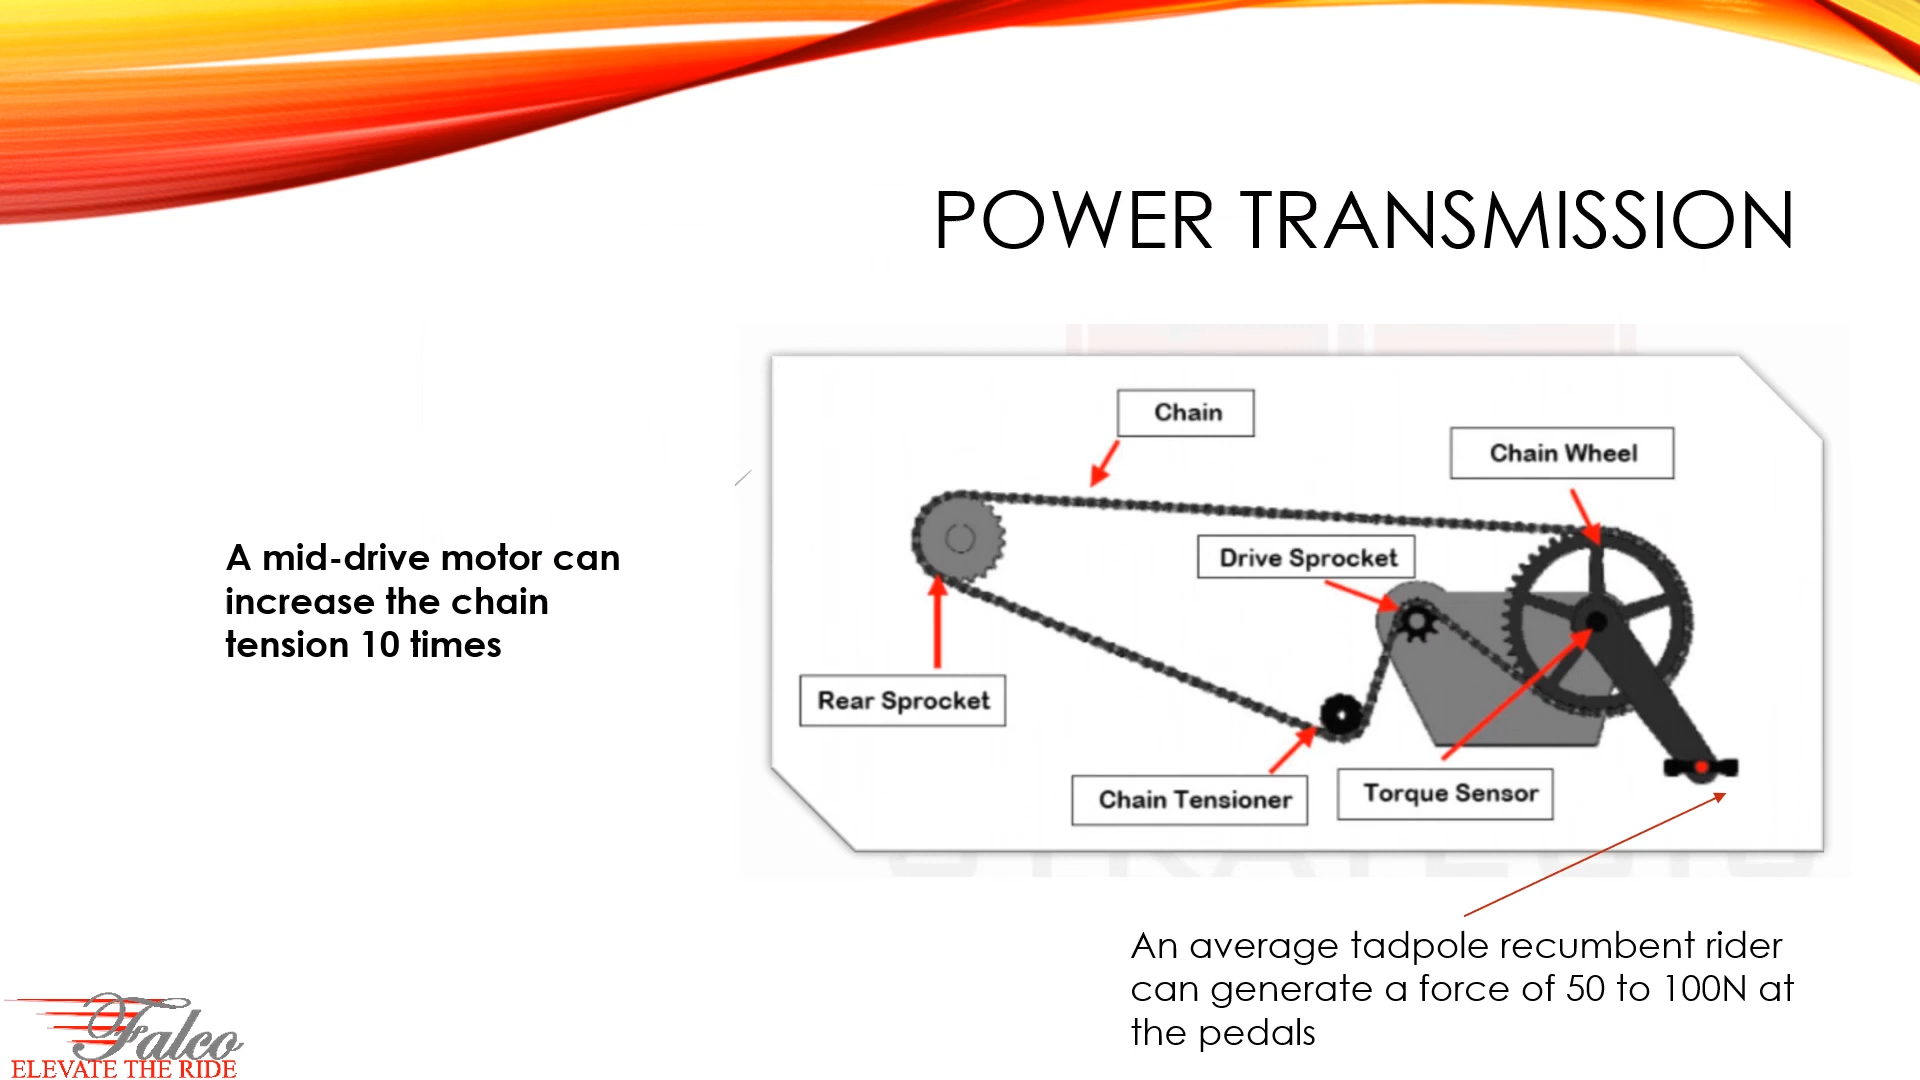 POWER TRANSMISSION
Chain
Chain Wheel
Drive Sprocket
A mid-drive motor can
increase the chain
tension 10 times
Rear Sprocket
Chain Tensioner
Torque Sensor
An average tadpole recumbent rider
can generate a force of 50 to 100N at
the pedals
Falco
ELEVATE THE RIDE